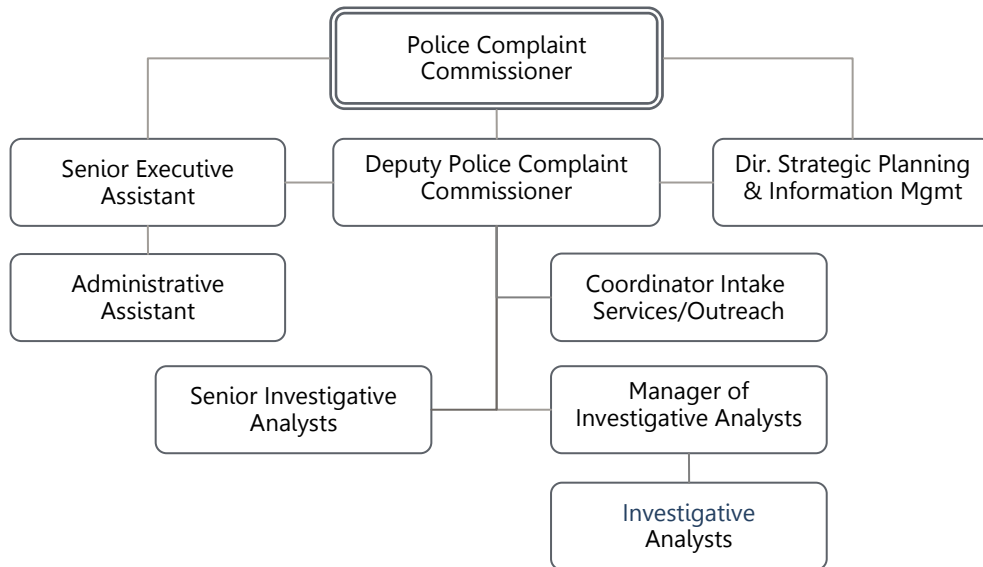 Police Complaint
Commissioner
Senior Executive
Assistant
Deputy Police Complaint
Commissioner
Dir. Strategic Planning
& Information Mgmt
Administrative
Assistant
Coordinator Intake
Services/Outreach
Senior Investigative
Analysts
Manager of
Investigative Analysts
Investigative
Analysts